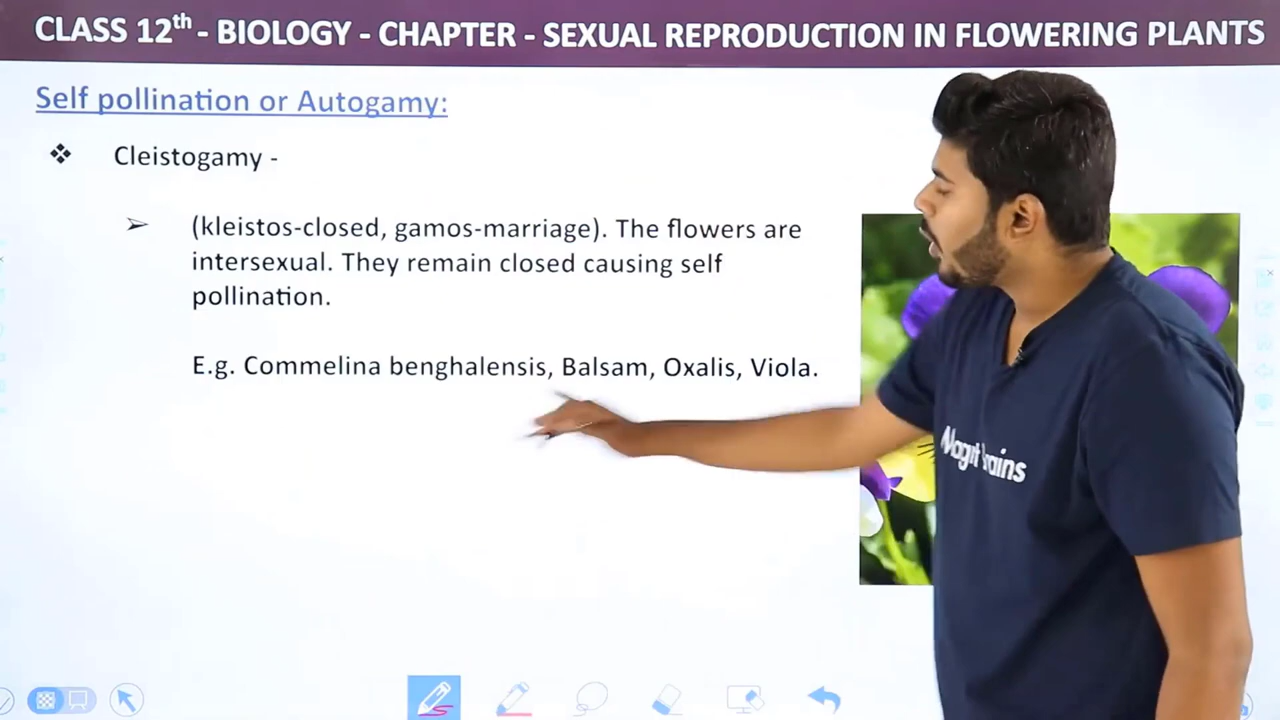 CLASS 12th - BIOLOGY - CHAPTER - SEXUAL REPRODUCTION IN FLOWERING PLANTS
Self pollination or Autogamy:
❖ Cleistogamy -
➢ (kleistos-closed, gamos-marriage). The flowers are
intersexual. They remain closed causing self
pollination.
E.g. Commelina benghalensis, Balsam, Oxalis, Viola.